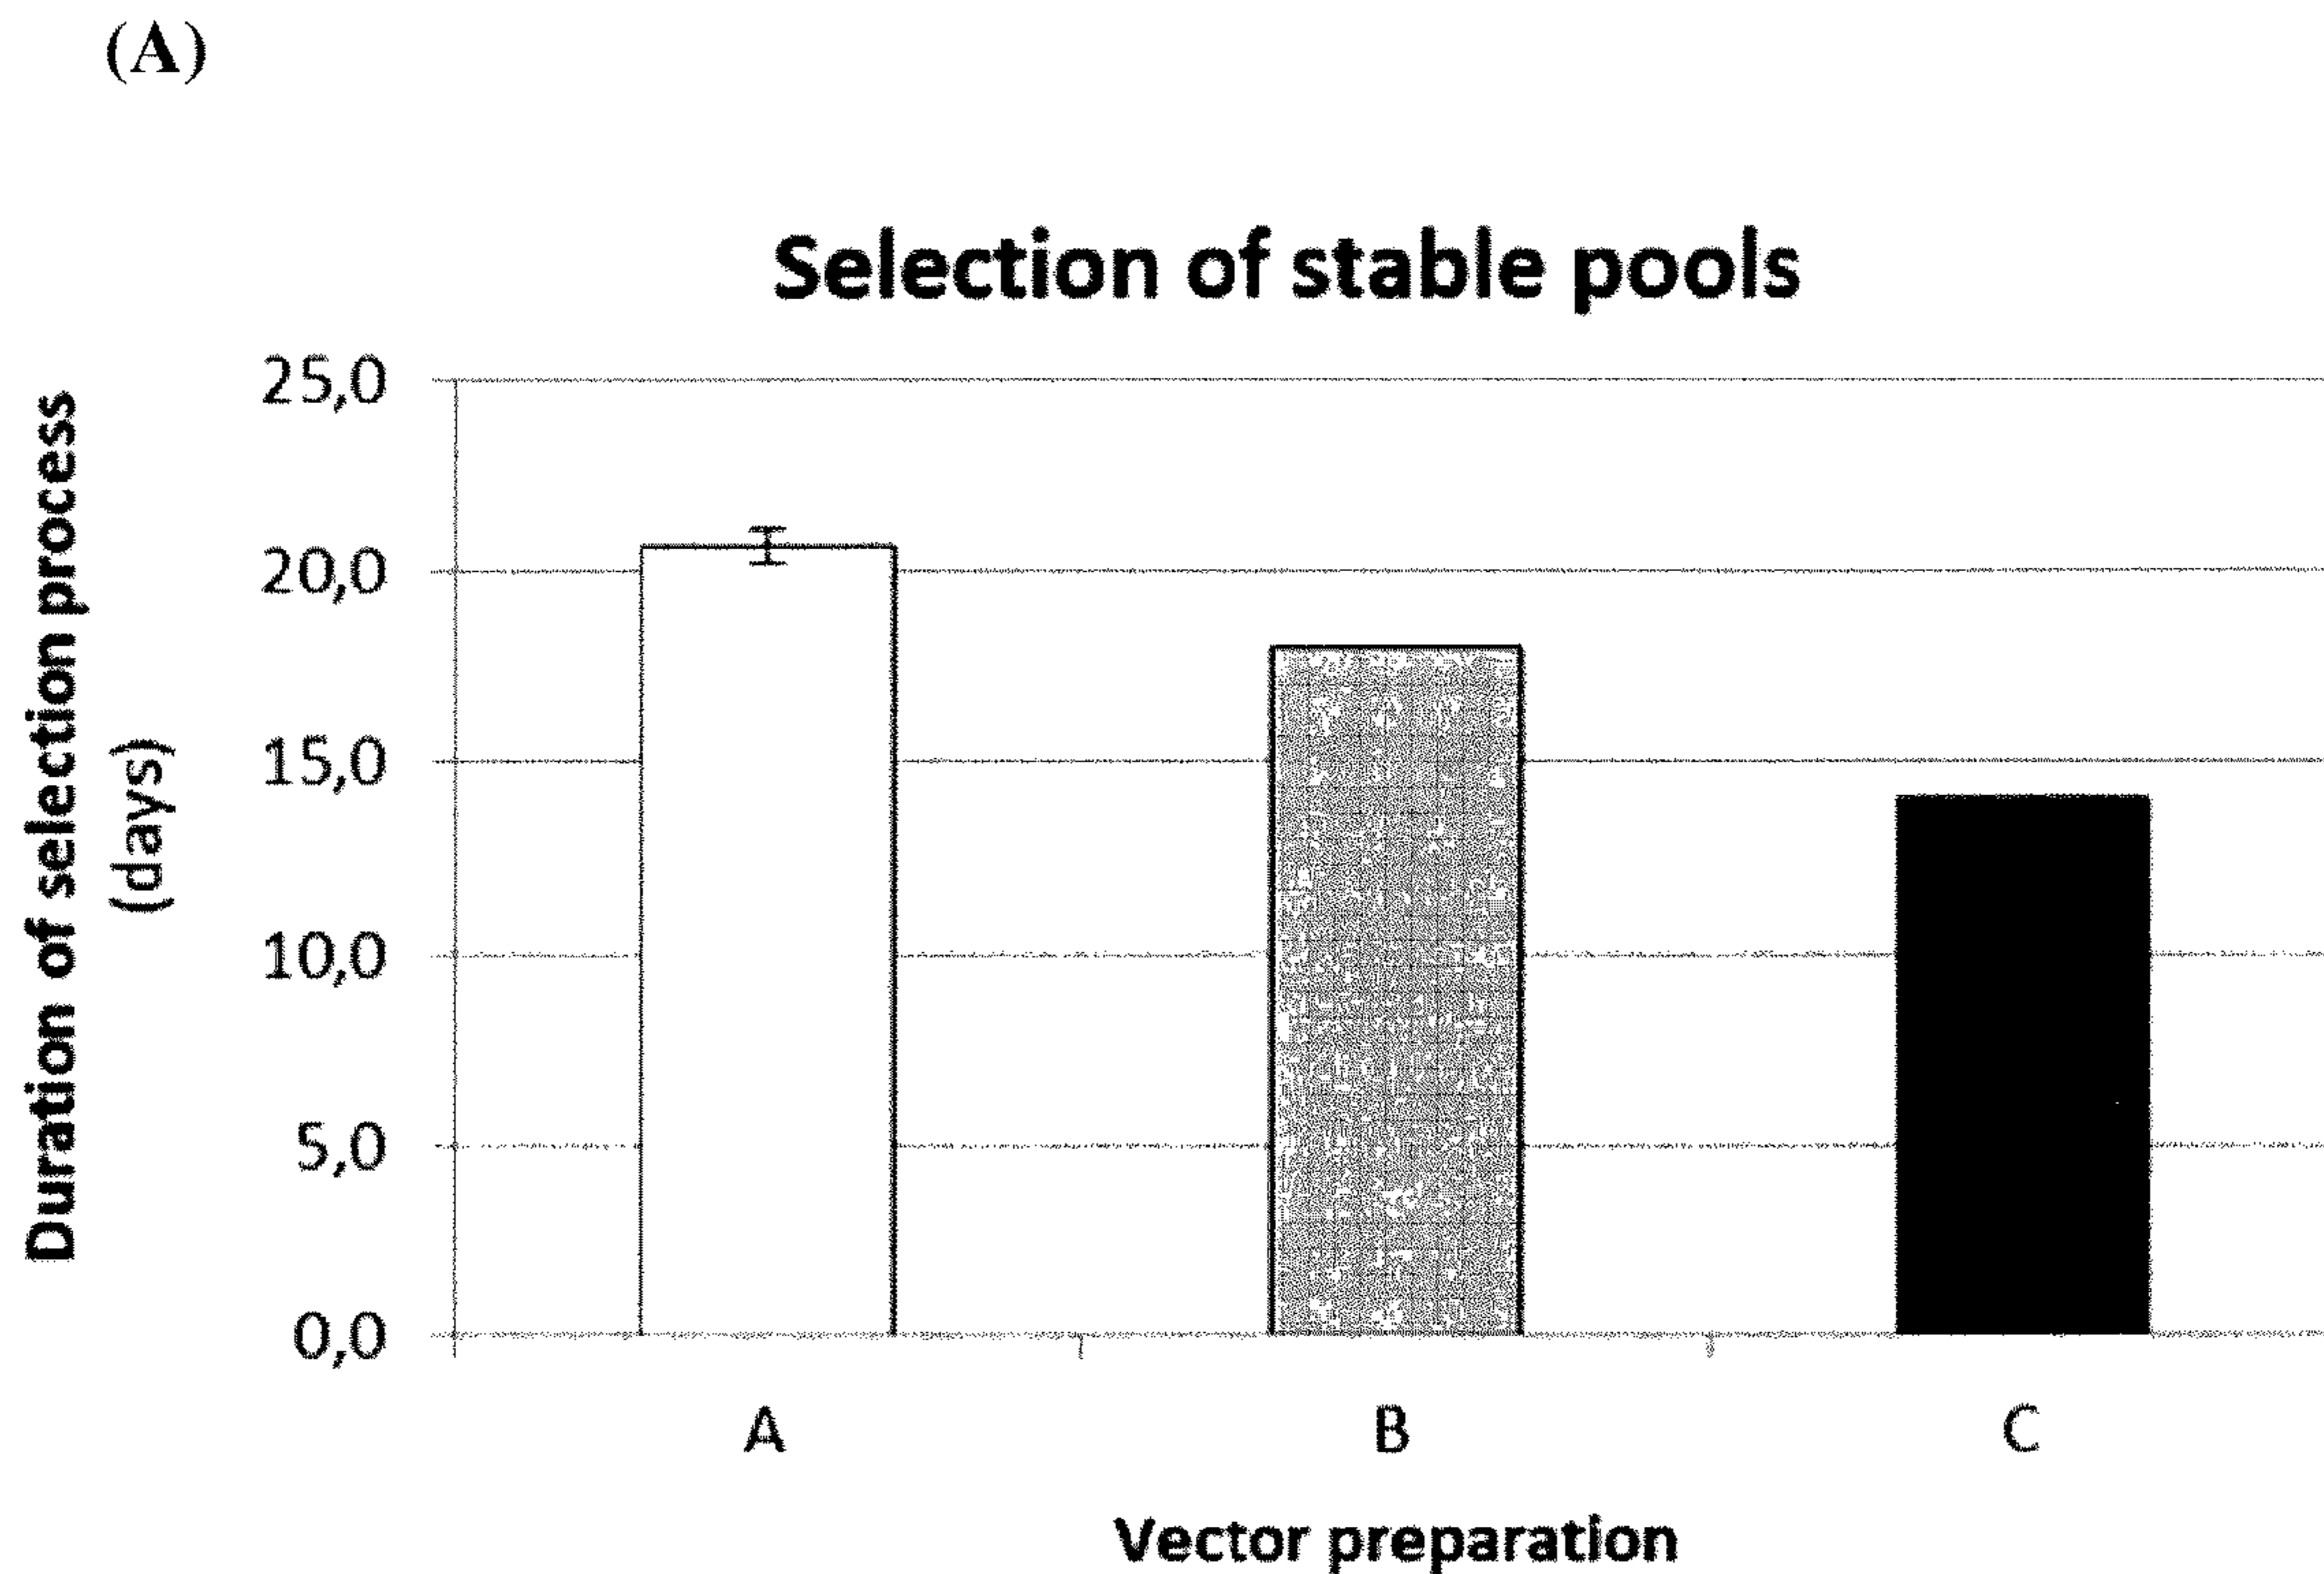 (A)
Selection of stable pools
Duration of selection process
(days)
25,0
20,0
15,0
10,0
5,0
0,0
A
B
C
Vector preparation